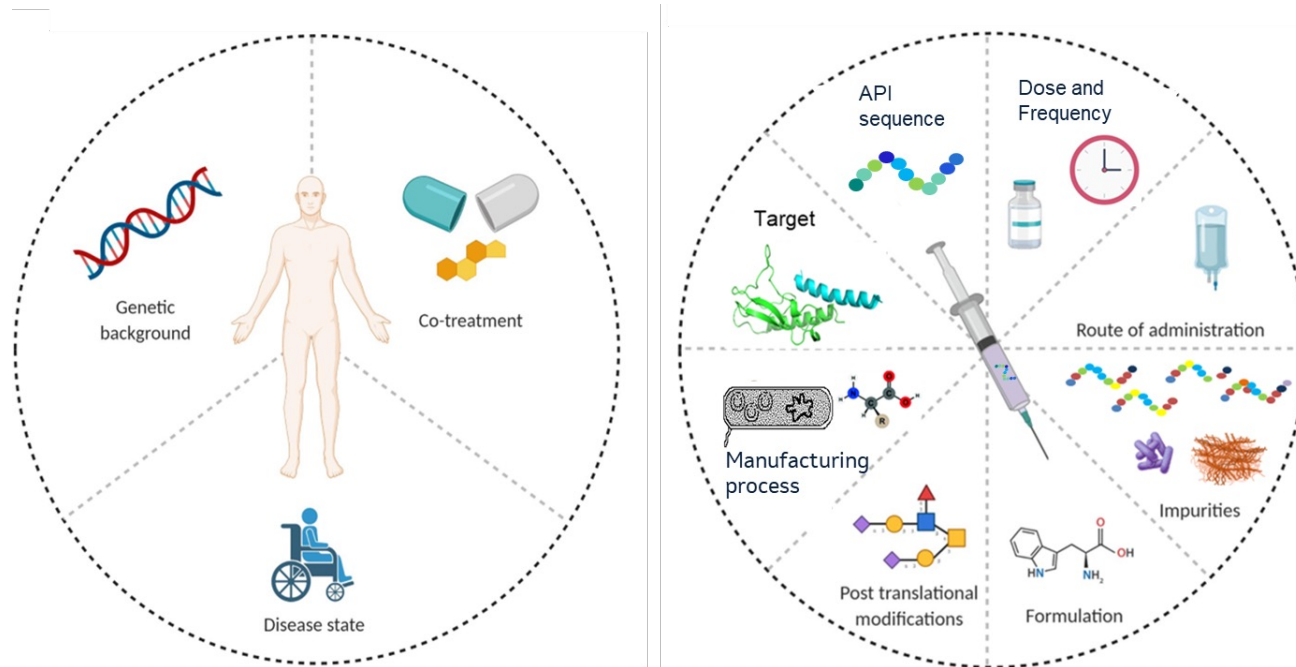 Genetic
background
Co-treatment
Disease state
API
sequence
Dose and
Frequency
Target
Route of administration
Manufacturing
process
H
N
H
H
C
C
O
O
H
R
Impurities
Post translational
modifications
O
OH
HN
NH2
Formulation